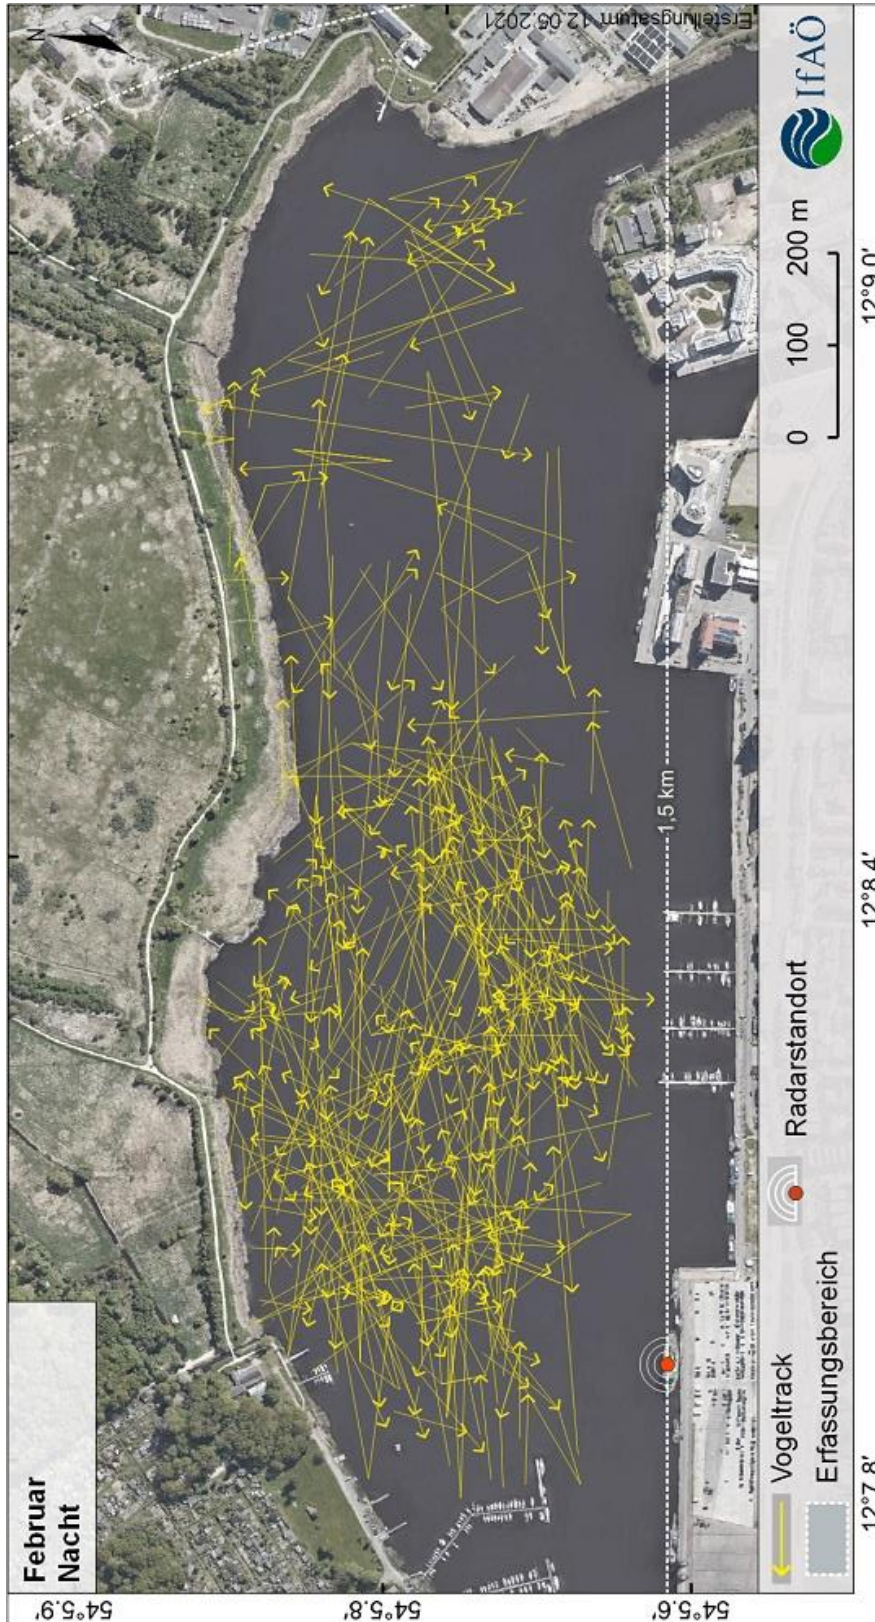 Februar
Nacht
N
Erstellungsdatum: 12.05.2021
54°5.9'
54°5.8'
54°5.6'
1,5 km
Vogeltrack
Radarstandort
0 100 200 m
IfAÖ
Erfassungsbereich
12°7.8'
12°8.4'
12°9.0'